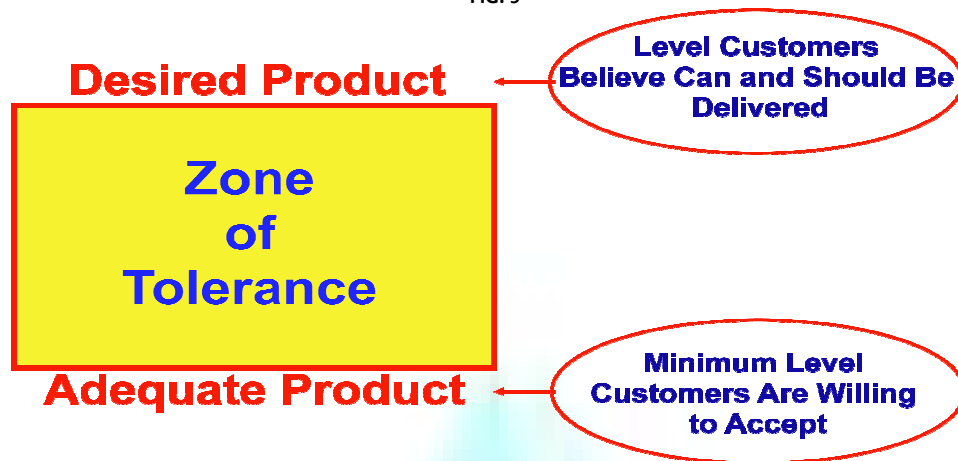 Desired Product
Level Customers
Believe Can and Should Be
Delivered
Zone
of
Tolerance
Adequate Product
Minimum Level
Customers Are Willing
to Accept